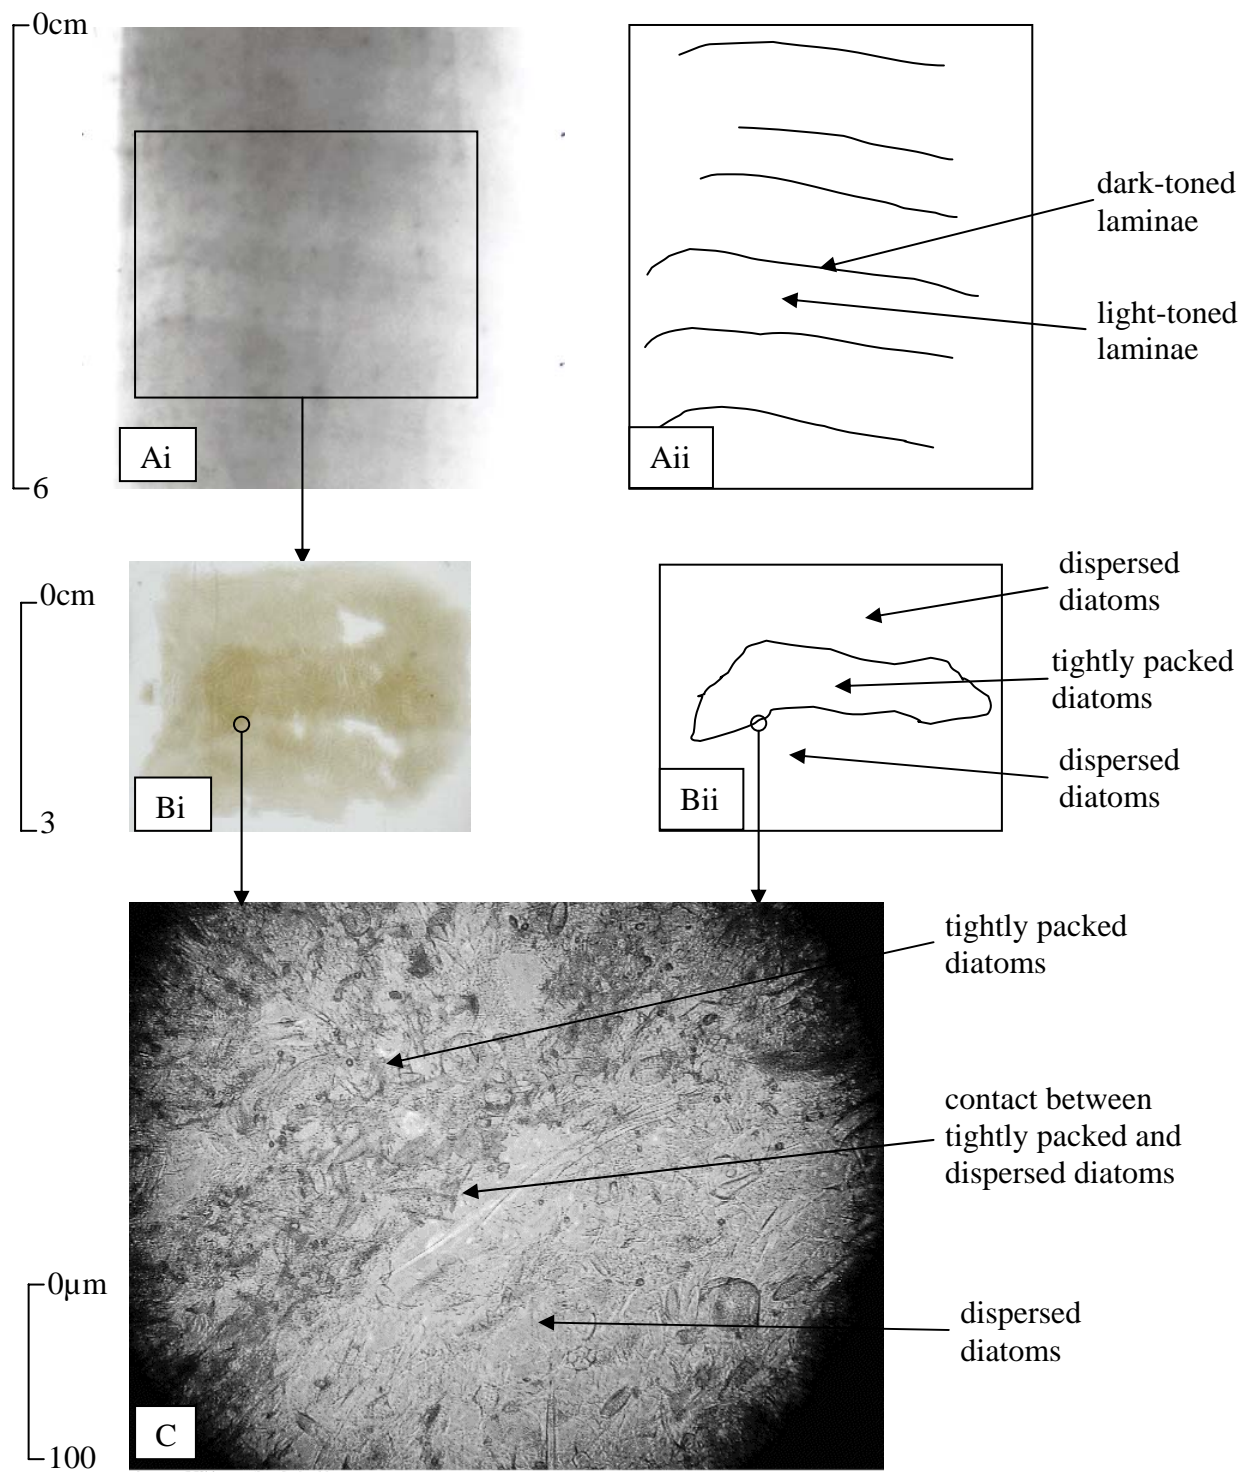 0cm
6
Ai
Aii
dark-toned
laminae
light-toned
laminae
0cm
3
Bi
Bii
dispersed
diatoms
tightly packed
diatoms
dispersed
diatoms
0µm
100
C
tightly packed
diatoms
contact between
tightly packed and
dispersed diatoms
dispersed
diatoms